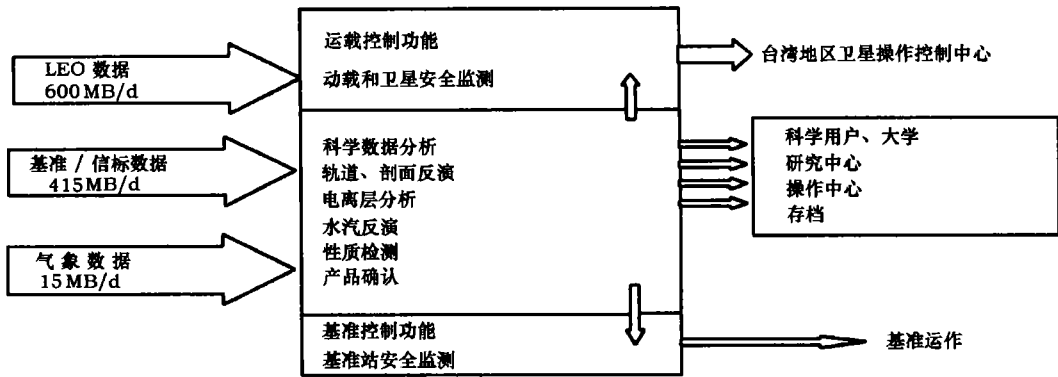 LEO 数据
600 MB/d
基准 / 信标数据
415MB/d
气象数据
15MB/d
运载控制功能
动载和卫星安全监测
科学数据分析
轨道、剖面反演
电离层分析
水汽反演
性质检测
产品确认
基准控制功能
基准站安全监测
台湾地区卫星操作控制中心
科学用户、大学
研究中心
操作中心
存档
基准运作